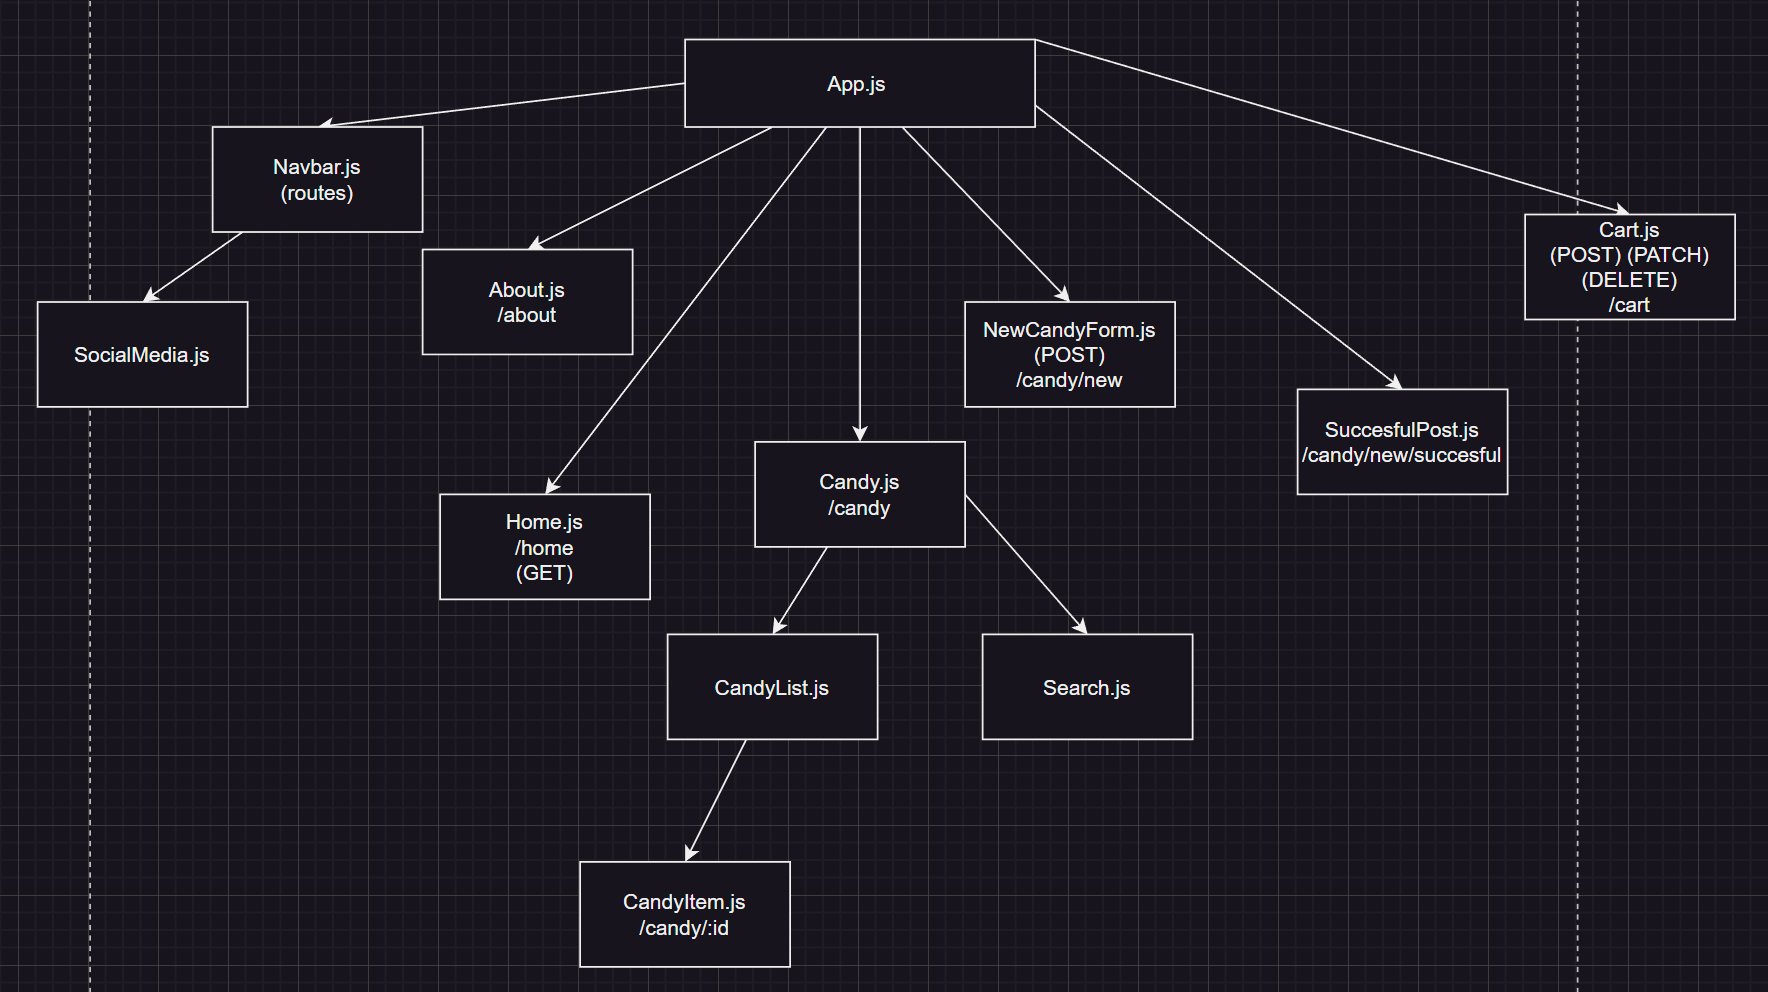 App.js
Navbar.js
(routes)
Cart.js
(POST) (PATCH)
(DELETE)
/cart
About.js
/about
SocialMedia.js
NewCandyForm.js
(POST)
/candy/new
SuccesfulPost.js
/candy/new/succesful
Candy.js
/candy
Home.js
/home
(GET)
CandyList.js
Search.js
CandyItem.js
/candy/:id